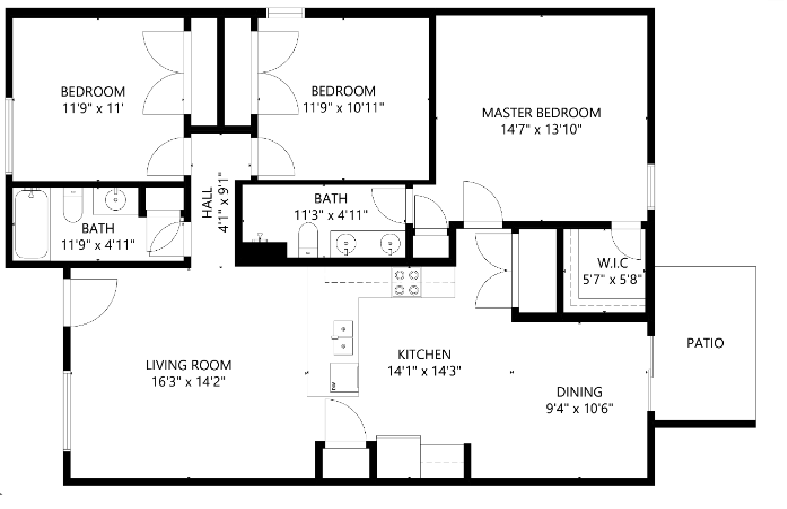 BEDROOM
11'9" x 11'
BEDROOM
11'9" x 10'11"
MASTER BEDROOM
14'7" x 13'10"
HALL
4'1" x 9'1"
BATH
11'9" x 4'11"
BATH
11'3" x 4'11"
W.I.C
5'7" x 5'8"
LIVING ROOM
16'3" x 14'2"
KITCHEN
14'1" x 14'3"
DINING
9'4" x 10'6"
PATIO